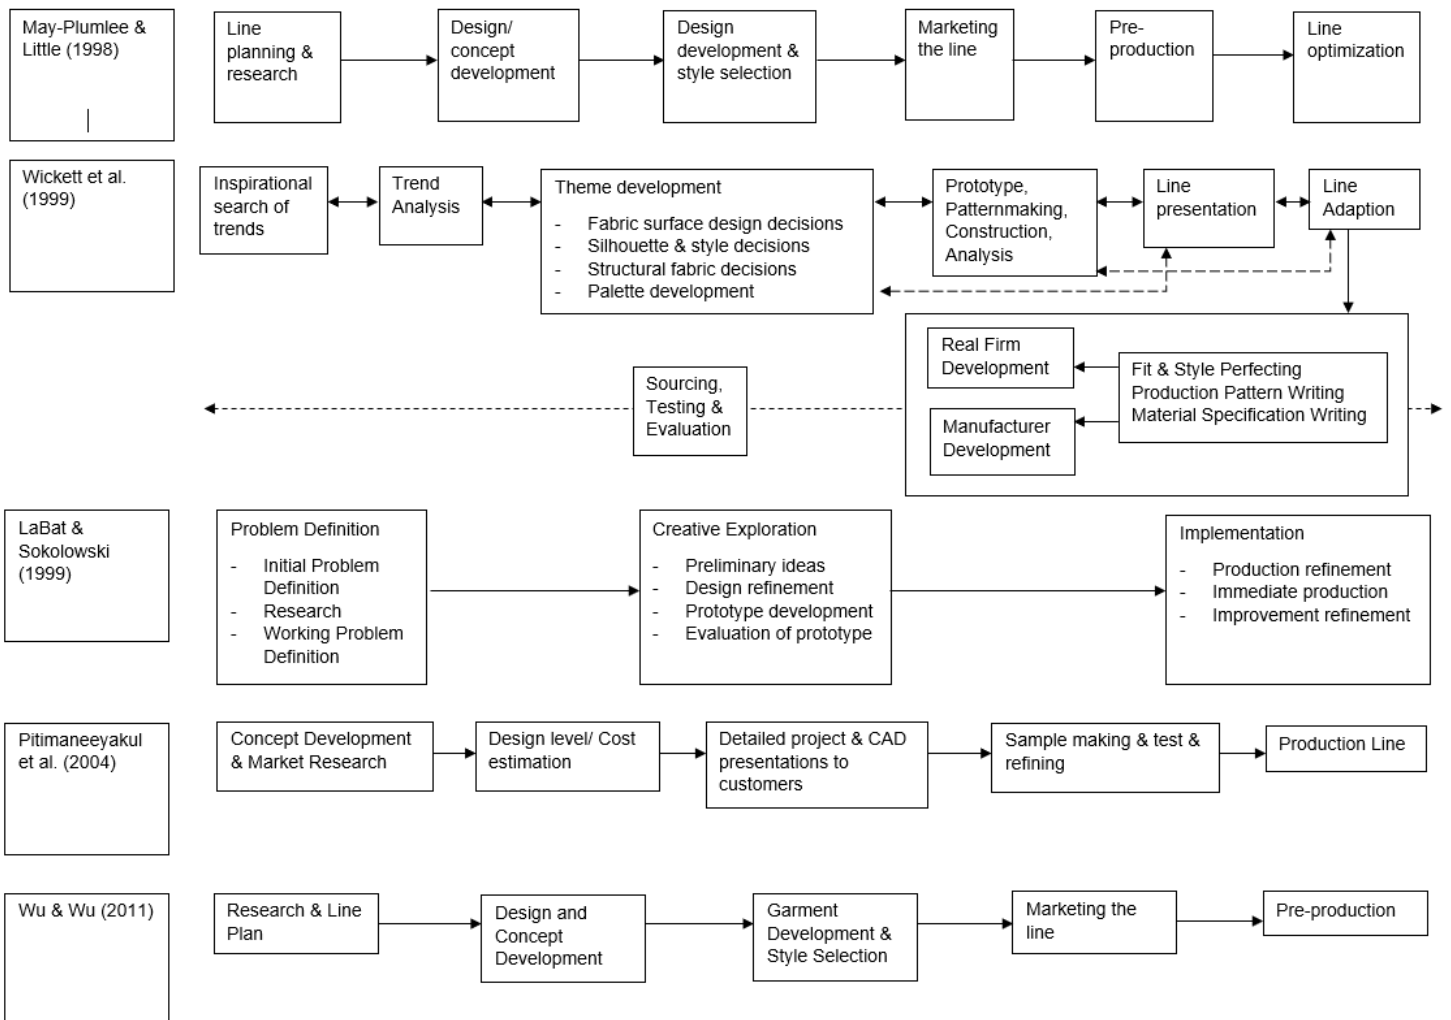 May-Plumlee &
Little (1998)
Line
planning &
research
Design/
concept
development
Design
development &
style selection
Marketing
the line
Pre-
production
Line
optimization
Wickett et al.
(1999)
Inspirational
search of
trends
Trend
Analysis
Theme development
- Fabric surface design decisions
- Silhouette & style decisions
- Structural fabric decisions
- Palette development
Prototype,
Patternmaking,
Construction,
Analysis
Line
presentation
Line
Adaption
Real Firm
Development
Fit & Style Perfecting
Production Pattern Writing
Material Specification Writing
Manufacturer
Development
Sourcing,
Testing &
Evaluation
LaBat &
Sokolowski
(1999)
Problem Definition
- Initial Problem
Definition
- Research
- Working Problem
Definition
Creative Exploration
- Preliminary ideas
- Design refinement
- Prototype development
- Evaluation of prototype
Implementation
- Production refinement
- Immediate production
- Improvement refinement
Pitimaneeyakul
et al. (2004)
Concept Development
& Market Research
Design level/ Cost
estimation
Detailed project & CAD
presentations to
customers
Sample making & test &
refining
Production Line
Wu & Wu (2011)
Research & Line
Plan
Design and
Concept
Development
Garment
Development &
Style Selection
Marketing the
line
Pre-production